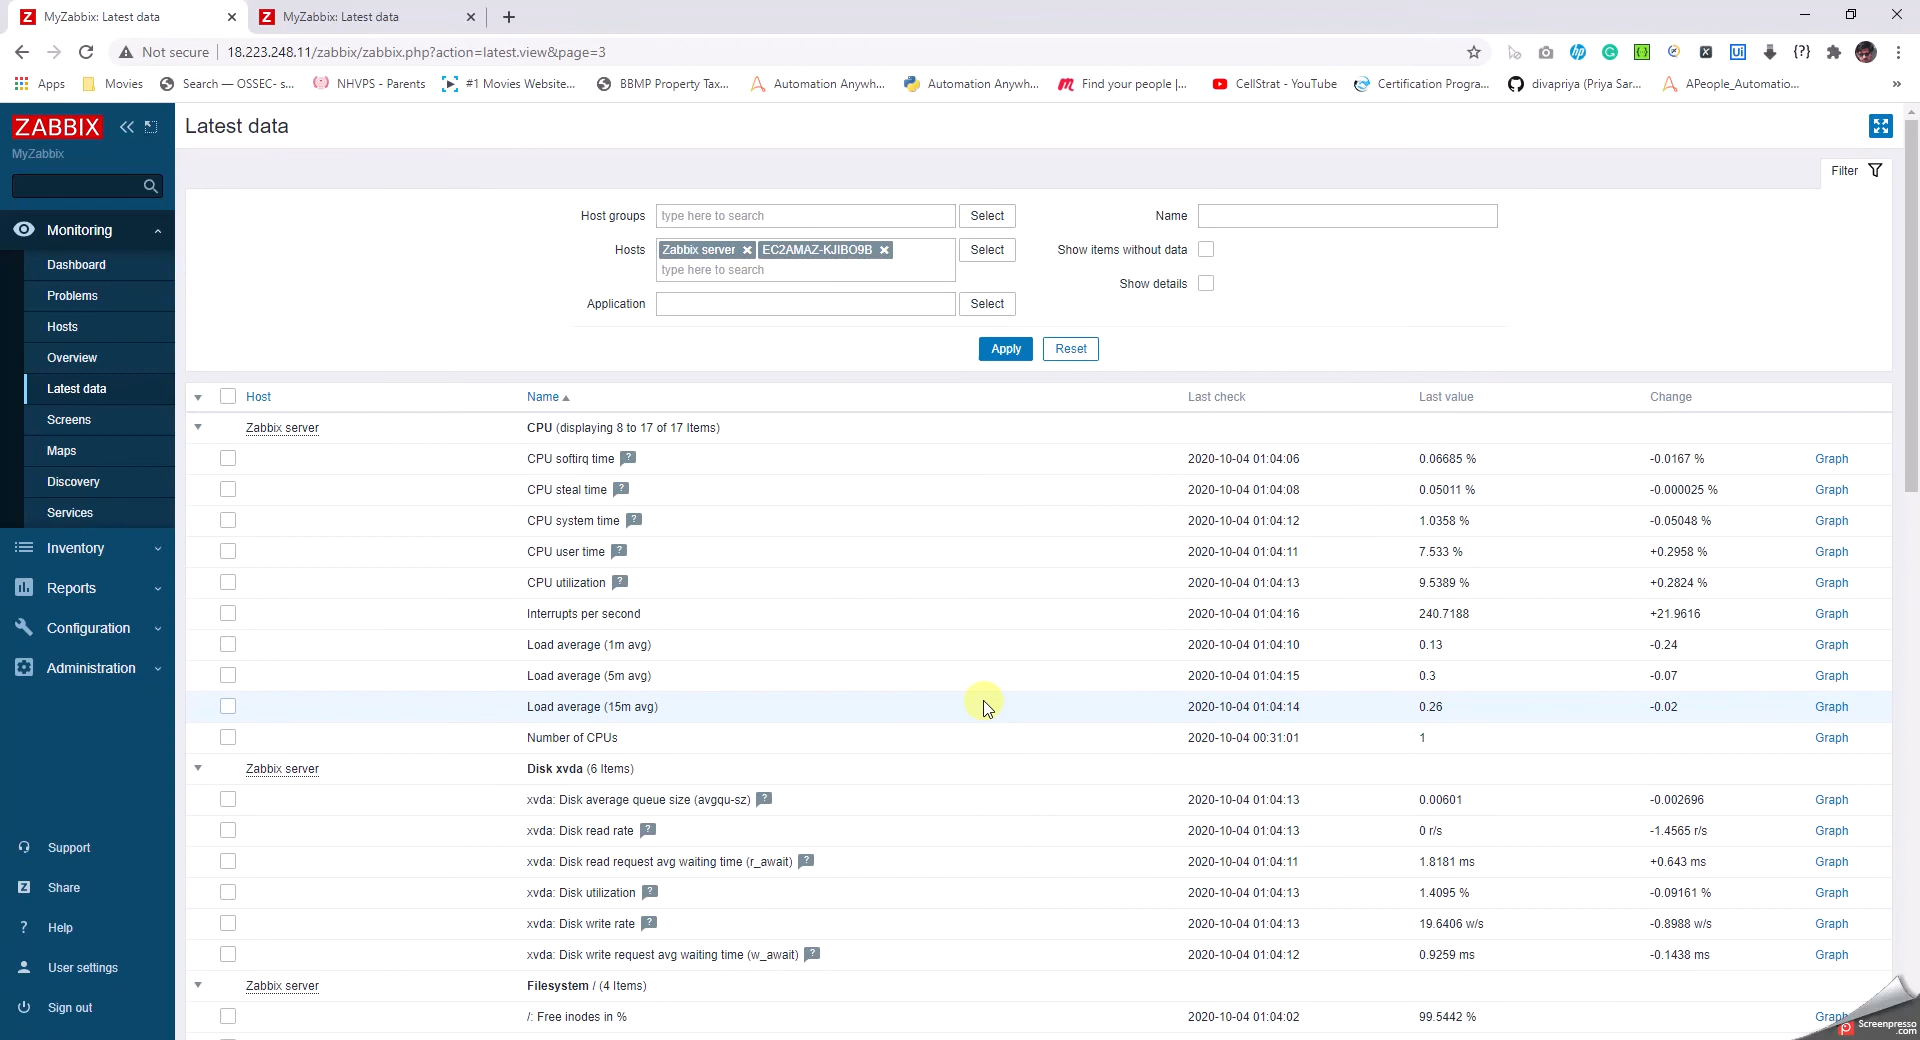 MyZabbix: Latest data
MyZabbix: Latest data
Not secure 18.223.248.11/zabbix/zabbix.php?action=latest.view&page=3
Apps Movies Search — OSSEC- s... NHVPS - Parents #1 Movies Website... BBMP Property Tax... Automation Anywh... Automation Anywh... Find your people |... CellStrat - YouTube Certification Progra... divapriya (Priya Sar... APeople_Automatio... »
ZABBIX
MyZabbix
Monitoring
Dashboard
Problems
Hosts
Overview
Latest data
Screens
Maps
Discovery
Services
Inventory
Reports
Configuration
Administration
Support
Share
Help
User settings
Sign out
Latest data
Filter
Host groups type here to search Select Name
Hosts Zabbix server EC2AMAZ-KJIBO9B Select Show items without data
type here to search
Show details
Application Select
Apply Reset
Host Name Last check Last value Change
Zabbix server CPU (displaying 8 to 17 of 17 Items)
CPU softirq time ? 2020-10-04 01:04:06 0.06685 % -0.0167 % Graph
CPU steal time ? 2020-10-04 01:04:08 0.05011 % -0.000025 % Graph
CPU system time ? 2020-10-04 01:04:12 1.0358 % -0.05048 % Graph
CPU user time ? 2020-10-04 01:04:11 7.533 % +0.2958 % Graph
CPU utilization ? 2020-10-04 01:04:13 9.5389 % +0.2824 % Graph
Interrupts per second 2020-10-04 01:04:16 240.7188 +21.9616 Graph
Load average (1m avg) 2020-10-04 01:04:10 0.13 -0.24 Graph
Load average (5m avg) 2020-10-04 01:04:15 0.3 -0.07 Graph
Load average (15m avg) 2020-10-04 01:04:14 0.26 -0.02 Graph
Number of CPUs 2020-10-04 00:31:01 1 Graph
Zabbix server Disk xvda (6 Items)
xvda: Disk average queue size (avgqu-sz) ? 2020-10-04 01:04:13 0.00601 -0.002696 Graph
xvda: Disk read rate ? 2020-10-04 01:04:13 0 r/s -1.4565 r/s Graph
xvda: Disk read request avg waiting time (r_await) ? 2020-10-04 01:04:11 1.8181 ms +0.643 ms Graph
xvda: Disk utilization ? 2020-10-04 01:04:13 1.4095 % -0.09161 % Graph
xvda: Disk write rate ? 2020-10-04 01:04:13 19.6406 w/s -0.8988 w/s Graph
xvda: Disk write request avg waiting time (w_await) ? 2020-10-04 01:04:12 0.9259 ms -0.1438 ms Graph
Zabbix server Filesystem / (4 Items)
/: Free inodes in % 2020-10-04 01:04:02 99.5442 % Graph
Screenpresso
.com